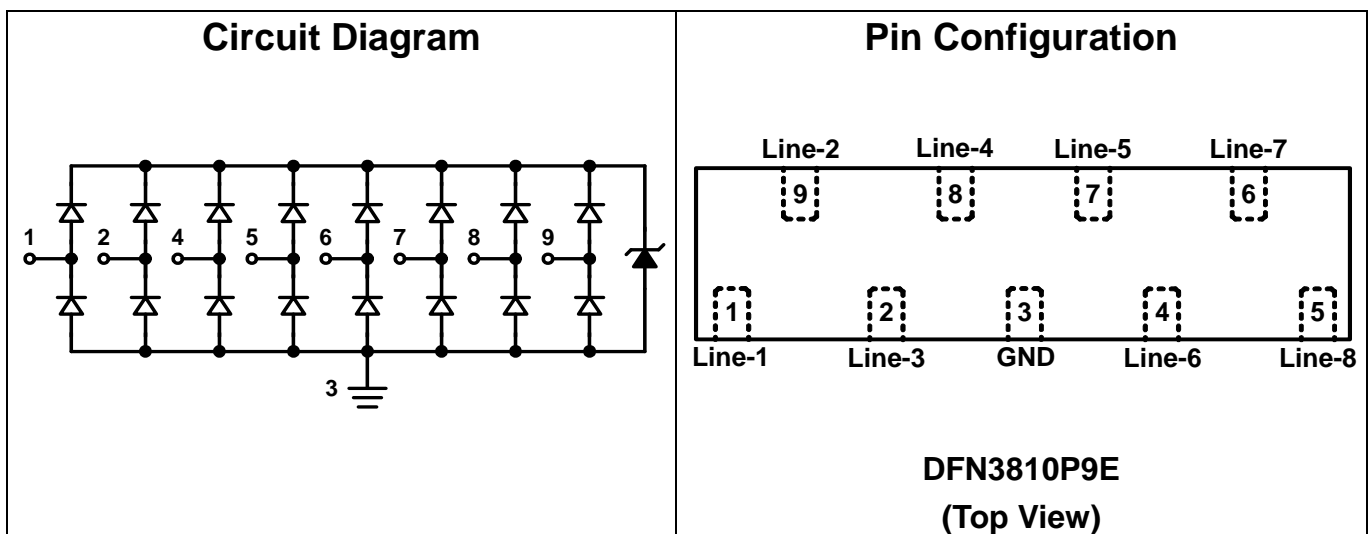 Circuit Diagram
1 2 4 5 6 7 8 9
3
Pin Configuration
Line-2 Line-4 Line-5 Line-7
9 8 7 6
1 2 3 4 5
Line-1 Line-3 GND Line-6 Line-8
DFN3810P9E
(Top View)